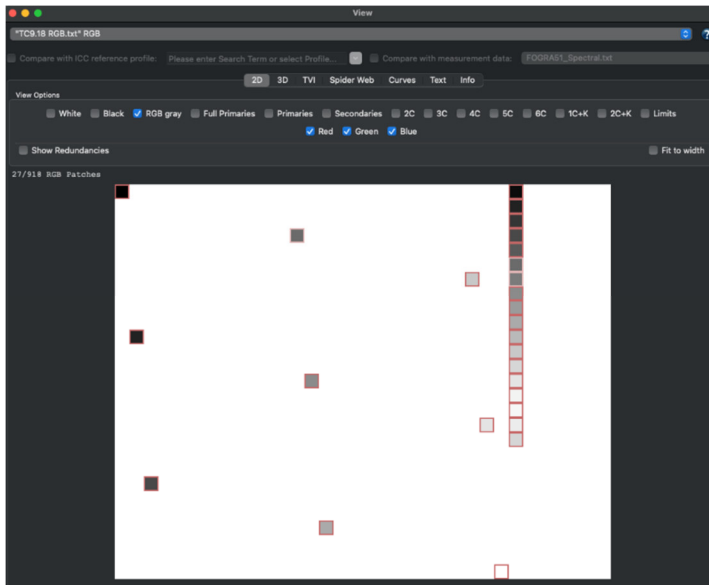 View
"TC9.18 RGB.txt" RGB
Compare with ICC reference profile: Please enter Search Term or select Profile... Compare with measurement data: FOGRA51_Spectral.txt
2D 3D TVI Spider Web Curves Text Info
View Options
White Black RGB gray Full Primaries Primaries Secondaries 2C 3C 4C 5C 6C 1C+K 2C+K Limits
Red Green Blue
Show Redundancies Fit to width
27/918 RGB Patches